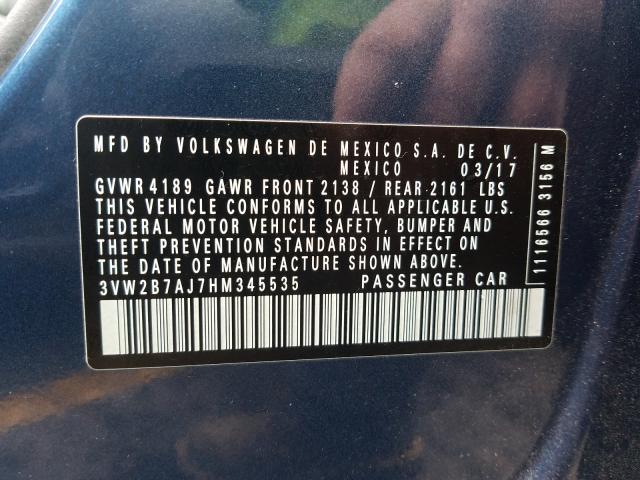 MFD BY VOLKSWAGEN DE MEXICO S.A. DE C.V.
MEXICO 03/17
GVWR 4189 GAWR FRONT 2138 / REAR 2161 LBS
THIS VEHICLE CONFORMS TO ALL APPLICABLE U.S.
FEDERAL MOTOR VEHICLE SAFETY, BUMPER AND
THEFT PREVENTION STANDARDS IN EFFECT ON
THE DATE OF MANUFACTURE SHOWN ABOVE.
3VW2B7AJ7HM345535 PASSENGER CAR
1116566 3156 M